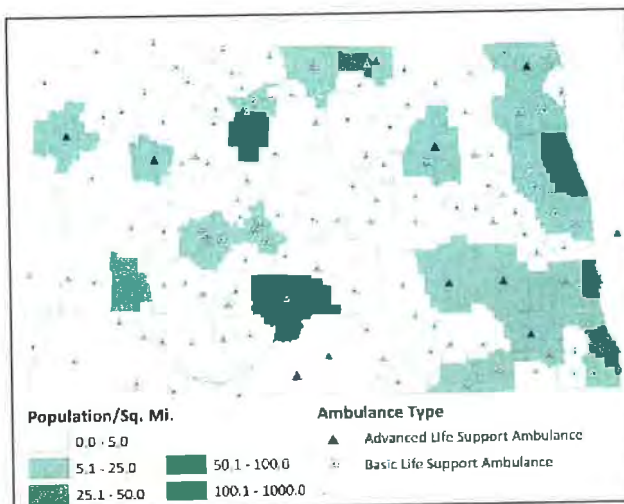 Population/Sq. Mi.
0.0 - 5.0
5.1 - 25.0
25.1 - 50.0
50.1 - 100.0
100.1 - 1000.0
Ambulance Type
Advanced Life Support Ambulance
Basic Life Support Ambulance